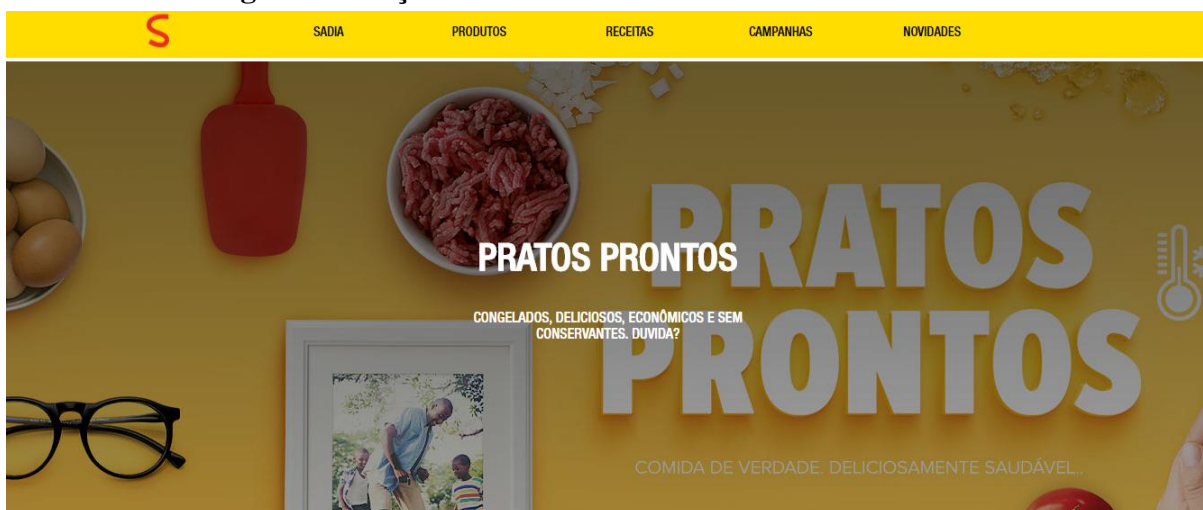 S
SADIA PRODUTOS RECEITAS CAMPANHAS NOVIDADES
PRATOS PRONTOS
CONGELADOS, DELICIOSOS, ECONÔMICOS E SEM
CONSERVANTES. DUVIDA?
PRATOS
PRONTOS
COMIDA DE VERDADE. DELICIOSAMENTE SAUDÁVEL..